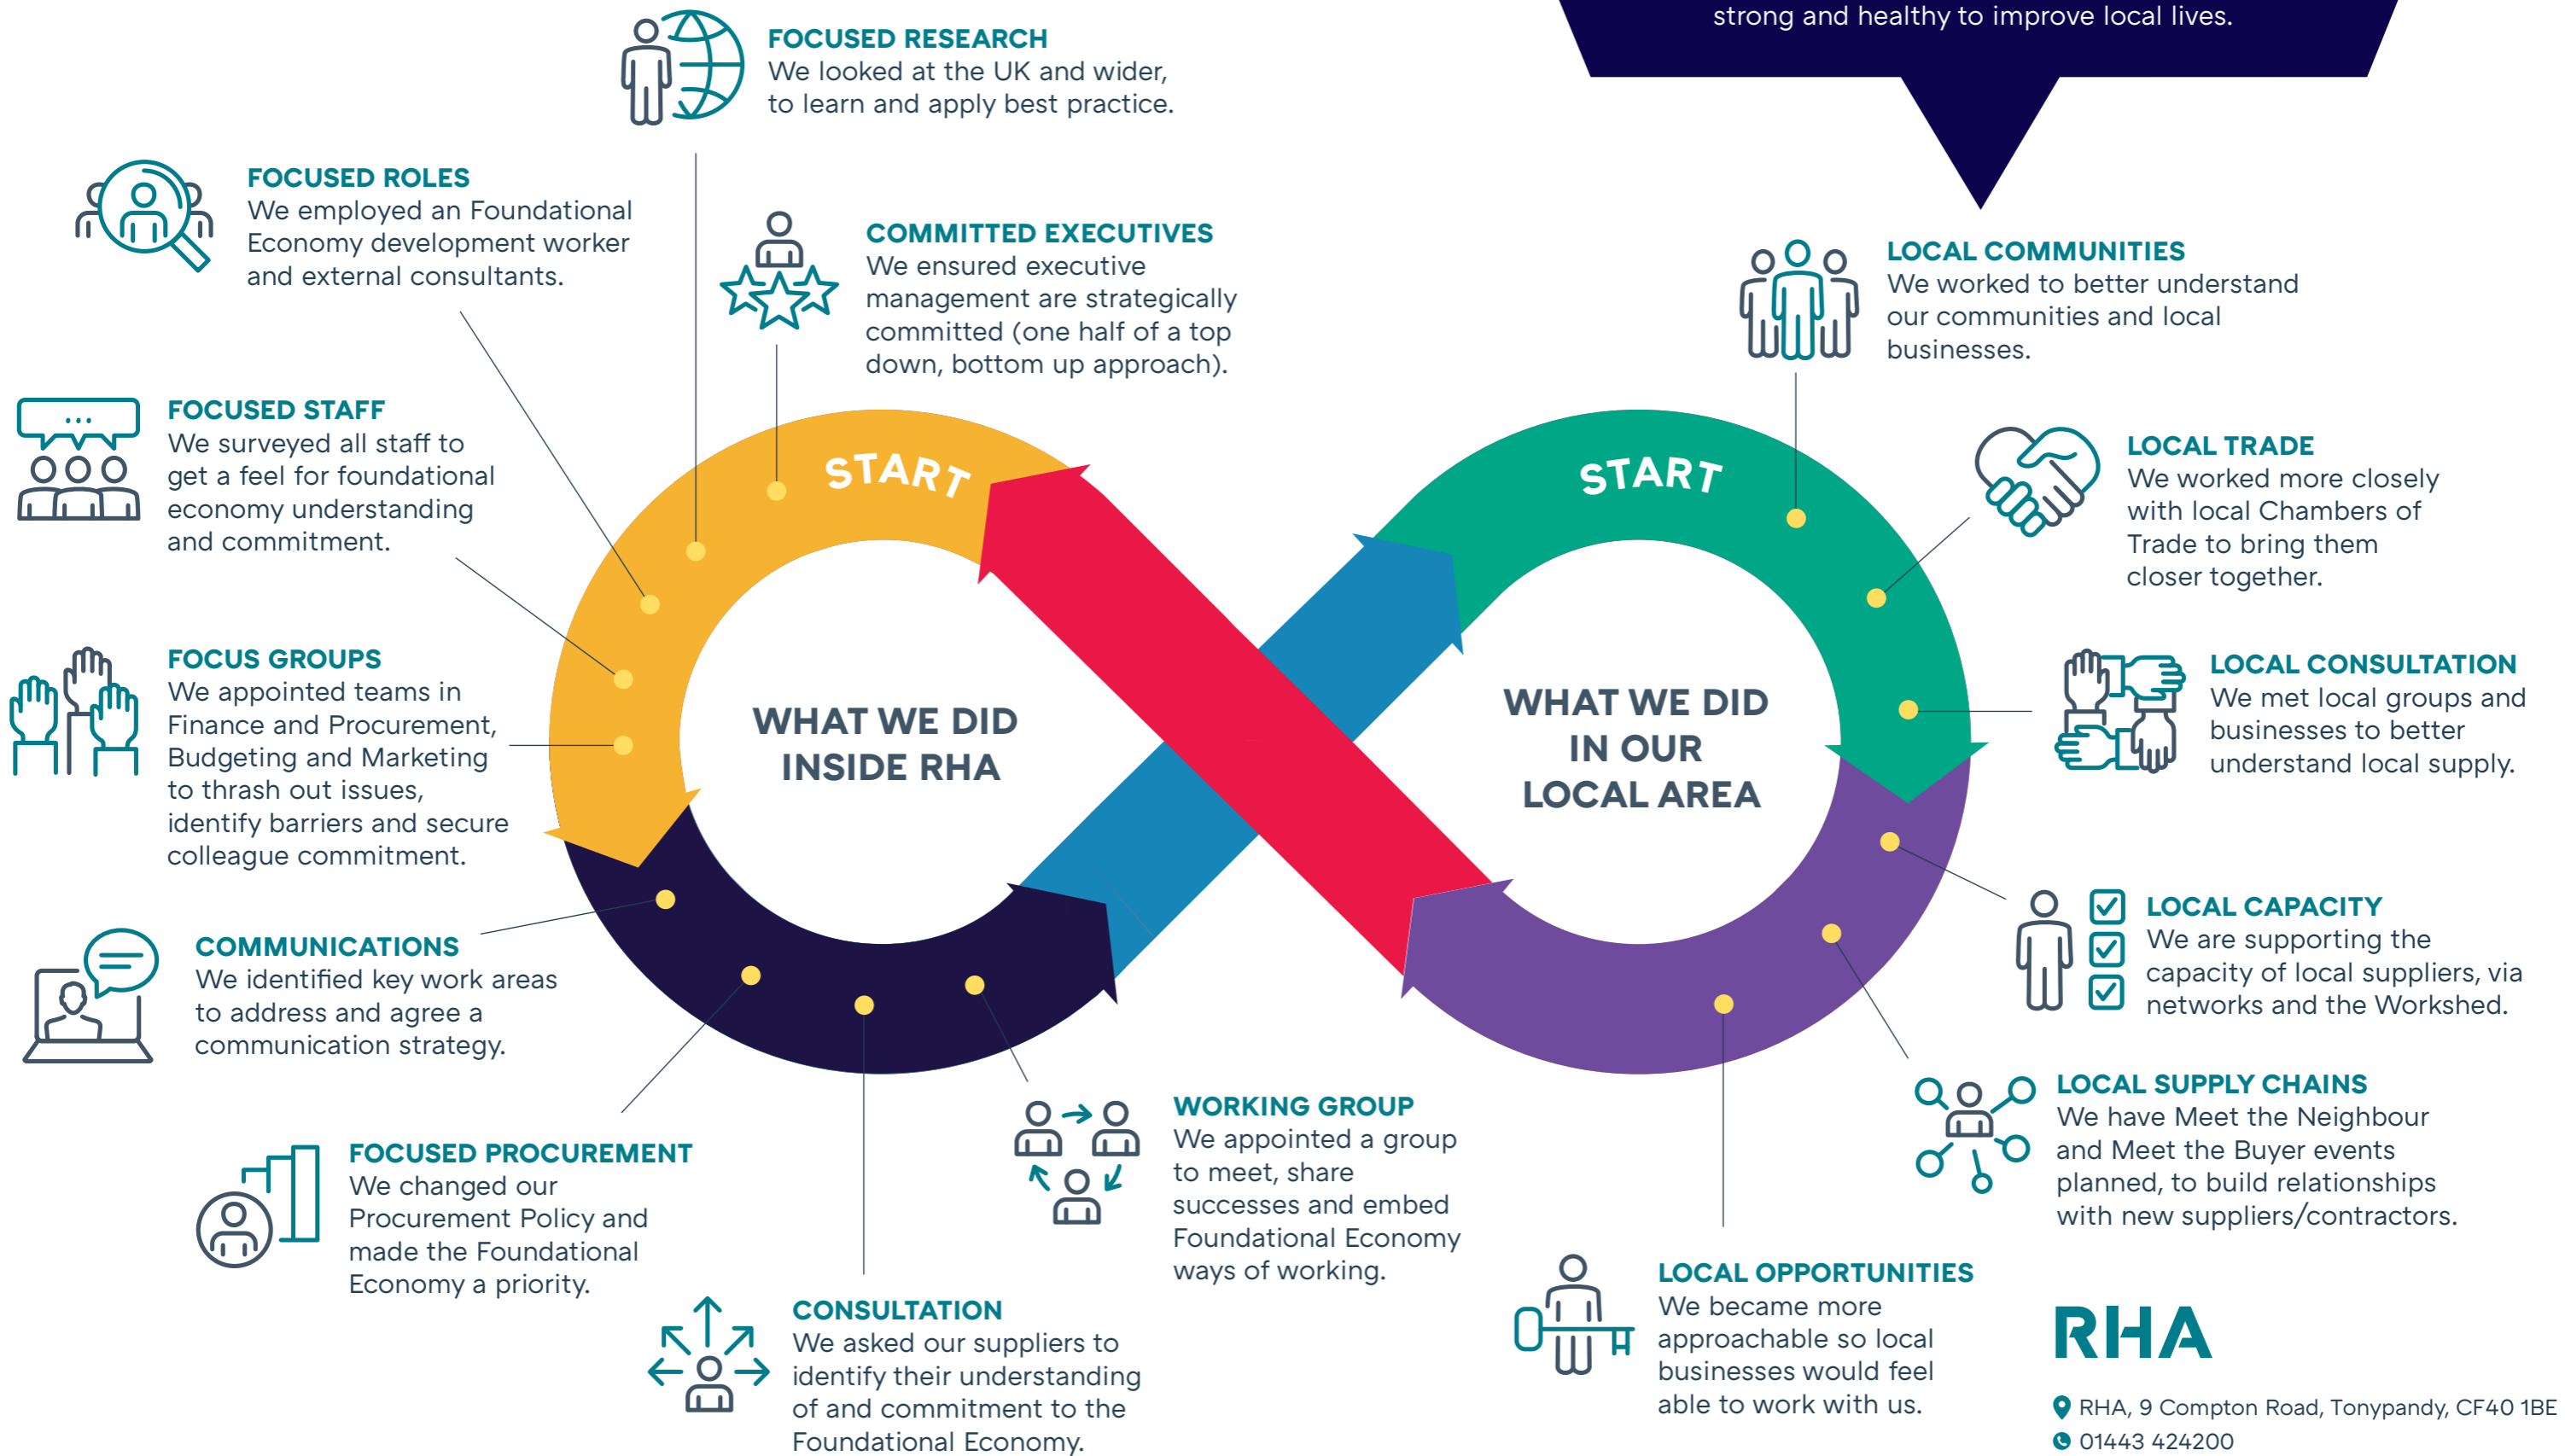 strong and healthy to improve local lives.
FOCUSED RESEARCH
We looked at the UK and wider,
to learn and apply best practice.
FOCUSED ROLES
We employed an Foundational
Economy development worker
and external consultants.
COMMITTED EXECUTIVES
We ensured executive
management are strategically
committed (one half of a top
down, bottom up approach).
FOCUSED STAFF
We surveyed all staff to
get a feel for foundational
economy understanding
and commitment.
FOCUS GROUPS
We appointed teams in
Finance and Procurement,
Budgeting and Marketing
to thrash out issues,
identify barriers and secure
colleague commitment.
COMMUNICATIONS
We identified key work areas
to address and agree a
communication strategy.
FOCUSED PROCUREMENT
We changed our
Procurement Policy and
made the Foundational
Economy a priority.
CONSULTATION
We asked our suppliers to
identify their understanding
of and commitment to the
Foundational Economy.
WORKING GROUP
We appointed a group
to meet, share
successes and embed
Foundational Economy
ways of working.
START
WHAT WE DID
INSIDE RHA
START
WHAT WE DID
IN OUR
LOCAL AREA
LOCAL COMMUNITIES
We worked to better understand
our communities and local
businesses.
LOCAL TRADE
We worked more closely
with local Chambers of
Trade to bring them
closer together.
LOCAL CONSULTATION
We met local groups and
businesses to better
understand local supply.
LOCAL CAPACITY
We are supporting the
capacity of local suppliers, via
networks and the Workshed.
LOCAL SUPPLY CHAINS
We have Meet the Neighbour
and Meet the Buyer events
planned, to build relationships
with new suppliers/contractors.
LOCAL OPPORTUNITIES
We became more
approachable so local
businesses would feel
able to work with us.
RHA
RHA, 9 Compton Road, Tonypandy, CF40 1BE
01443 424200